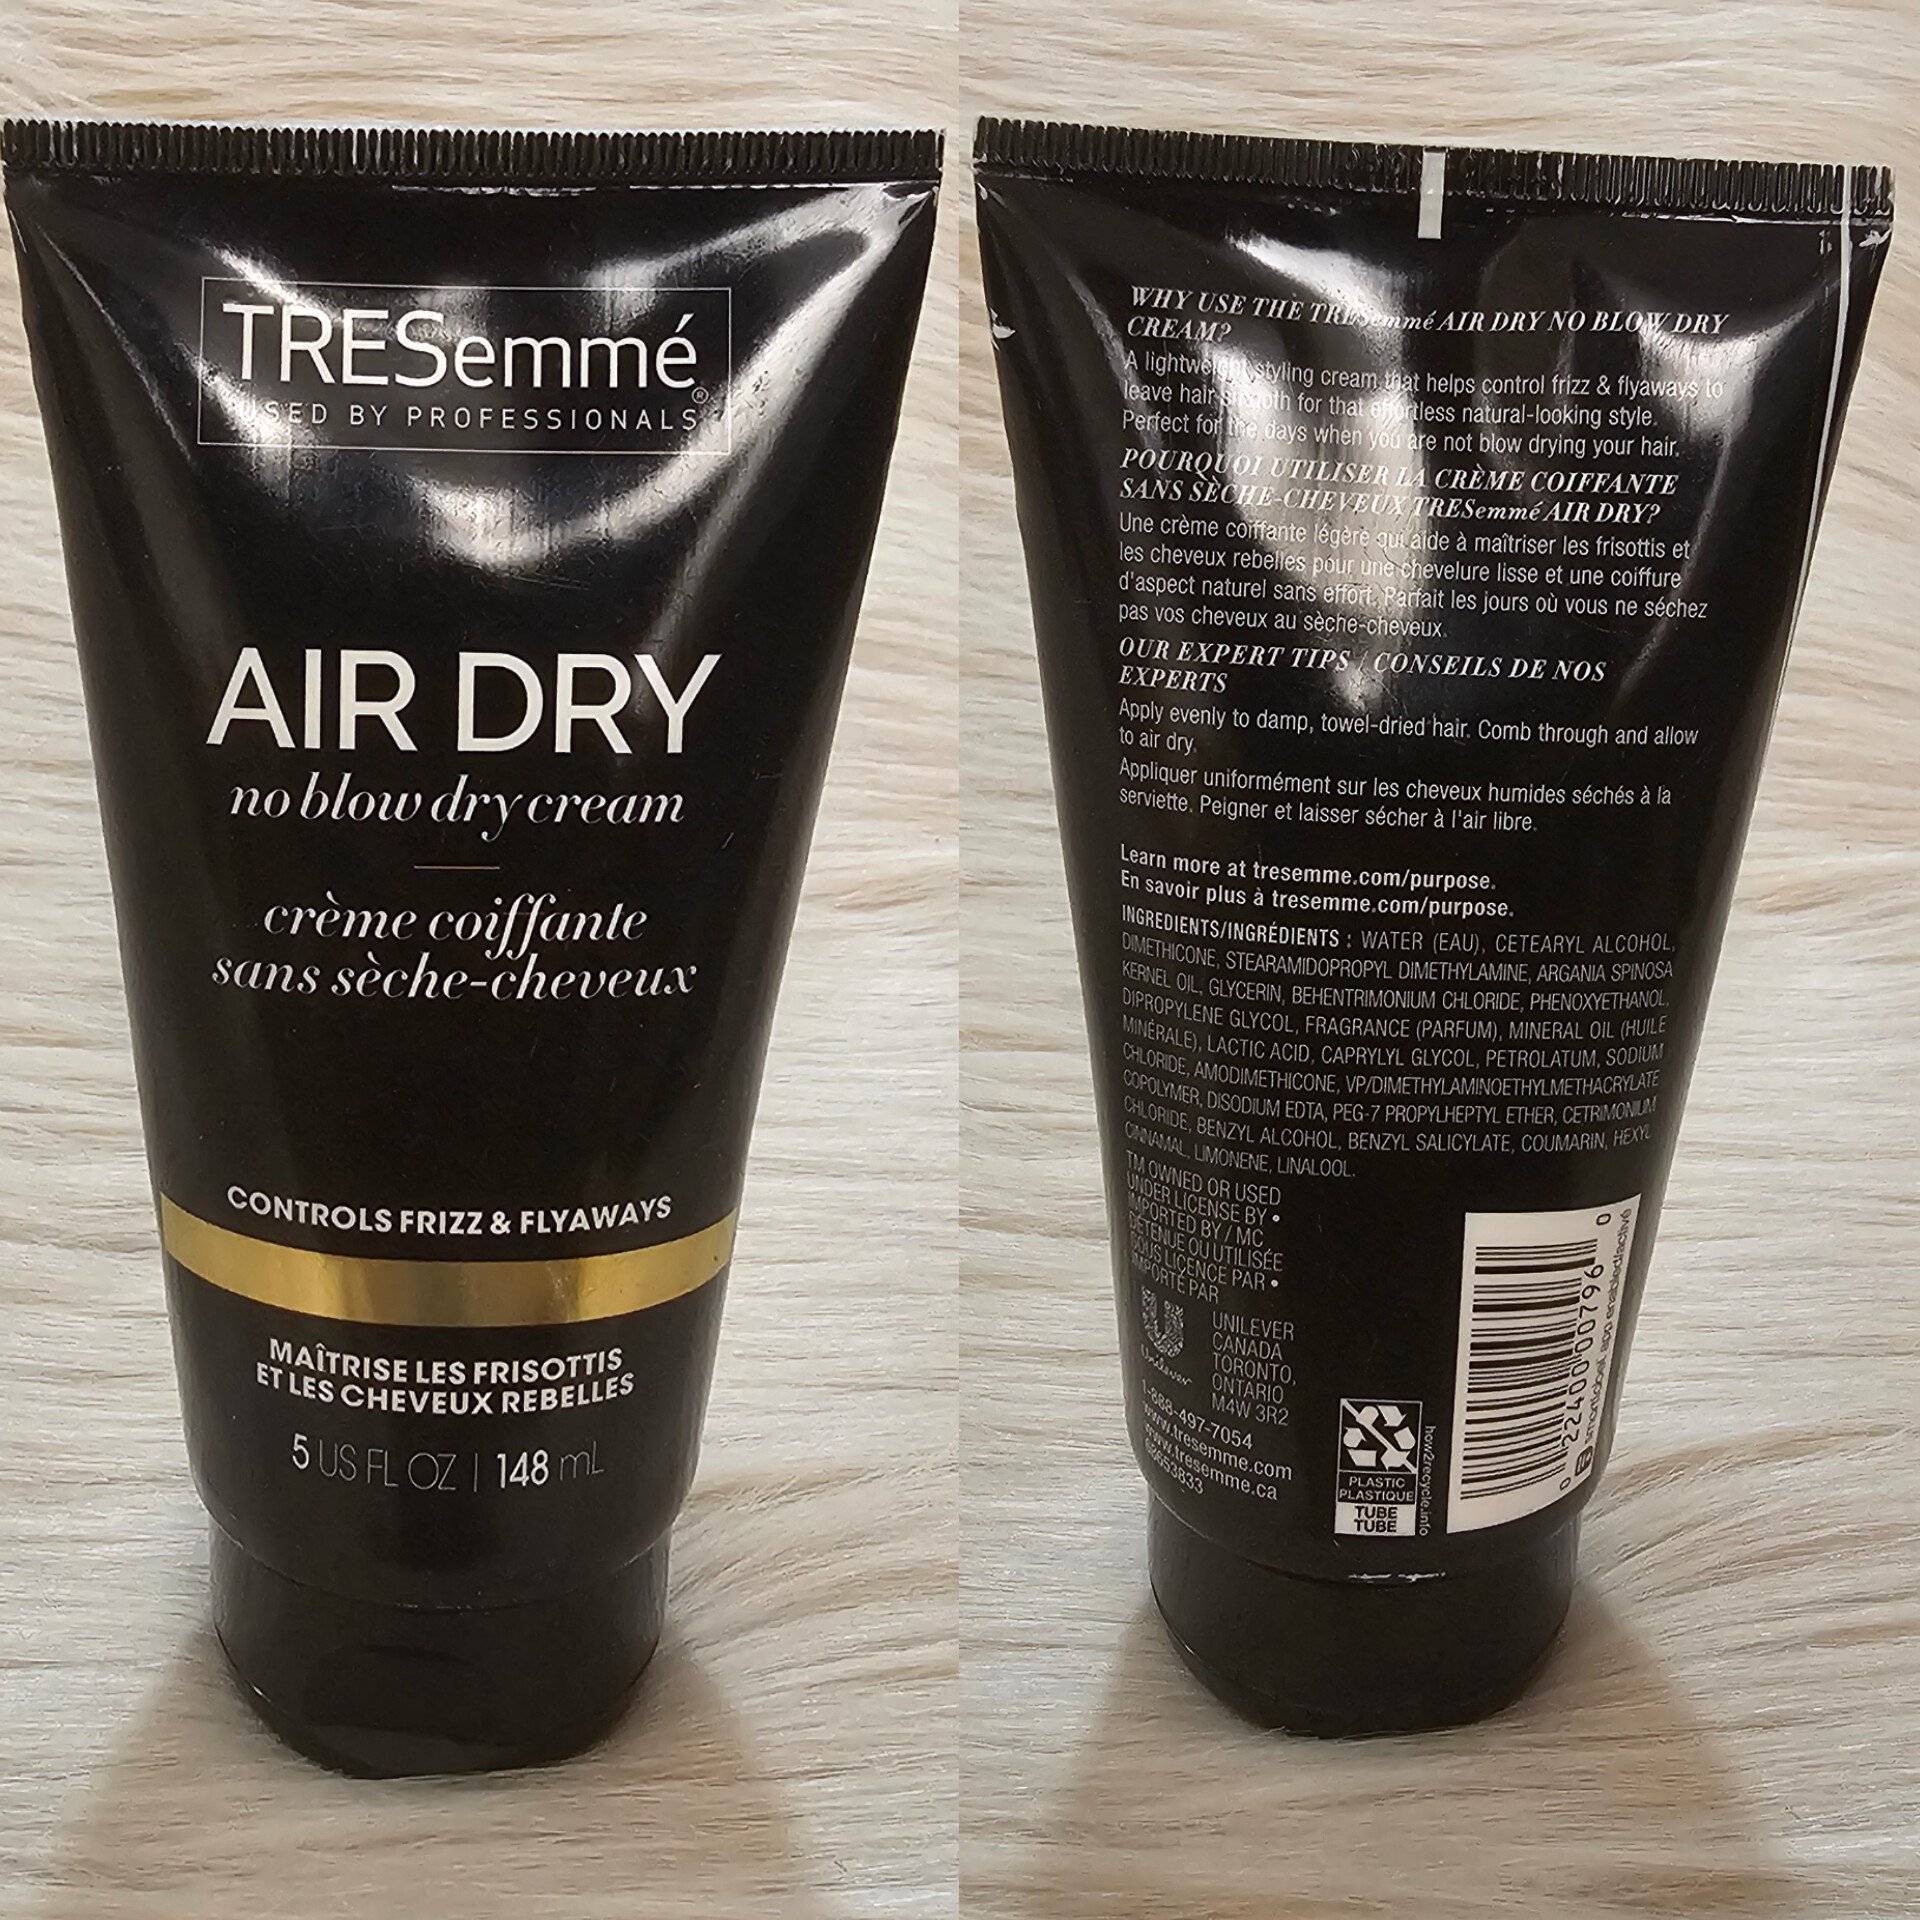 TRESemmé®
USED BY PROFESSIONALS
AIR DRY
no blow dry cream
crème coiffante
sans sèche-cheveux
CONTROLS FRIZZ & FLYAWAYS
MAÎTRISE LES FRISOTTIS
ET LES CHEVEUX REBELLES
5 US FL OZ | 148 mL
WHY USE THE TRESemmé AIR DRY NO BLOW DRY
CREAM?
A lightweight styling cream that helps control frizz & flyaways to
leave hair smooth for that effortless natural-looking style.
Perfect for the days when you are not blow drying your hair.
POURQUOI UTILISER LA CRÈME COIFFANTE
SANS SÈCHE-CHEVEUX TRESemmé AIR DRY?
Une crème coiffante légère qui aide à maîtriser les frisottis et
les cheveux rebelles pour une chevelure lisse et une coiffure
d'aspect naturel sans effort. Parfait les jours où vous ne séchez
pas vos cheveux au sèche-cheveux.
OUR EXPERT TIPS / CONSEILS DE NOS
EXPERTS
Apply evenly to damp, towel-dried hair. Comb through and allow
to air dry.
Appliquer uniformément sur les cheveux humides séchés à la
serviette. Peigner et laisser sécher à l'air libre.
Learn more at tresemme.com/purpose.
En savoir plus à tresemme.com/purpose.
INGREDIENTS/INGRÉDIENTS : WATER (EAU), CETEARYL ALCOHOL,
DIMETHICONE, STEARAMIDOPROPYL DIMETHYLAMINE, ARGANIA SPINOSA
KERNEL OIL, GLYCERIN, BEHENTRIMONIUM CHLORIDE, PHENOXYETHANOL,
DIPROPYLENE GLYCOL, FRAGRANCE (PARFUM), MINERAL OIL (HUILE
MINÉRALE), LACTIC ACID, CAPRYLYL GLYCOL, PETROLATUM, SODIUM
CHLORIDE, AMODIMETHICONE, VP/DIMETHYLAMINOETHYLMETHACRYLATE
COPOLYMER, DISODIUM EDTA, PEG-7 PROPYLHEPTYL ETHER, CETRIMONIUM
CHLORIDE, BENZYL ALCOHOL, BENZYL SALICYLATE, COUMARIN, HEXYL
CINNAMAL, LIMONENE, LINALOOL.
TM OWNED OR USED
UNDER LICENSE BY •
IMPORTED BY / MC
DÉTENUE OU UTILISÉE
SOUS LICENCE PAR •
IMPORTÉ PAR
Unilever
UNILEVER
CANADA
TORONTO,
ONTARIO
M4W 3R2
1-888-497-7054
www.tresemme.com
www.tresemme.ca
68653833
PLASTIC
PLASTIQUE
TUBE
TUBE
how2recycle.info
0 22400 00796 0
smartlabel. app enabled/activé